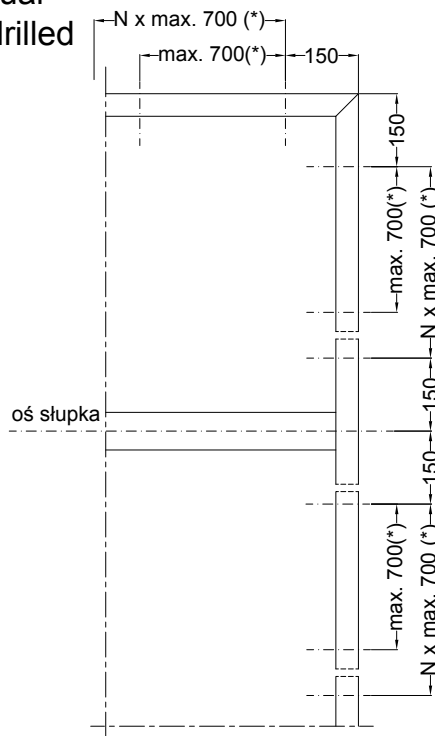 dual
drilled
N x max. 700 (*)
max. 700(*)
150
150
max. 700(*)
N x max. 700 (*)
150
oś słupka
150
max. 700(*)
N x max. 700 (*)